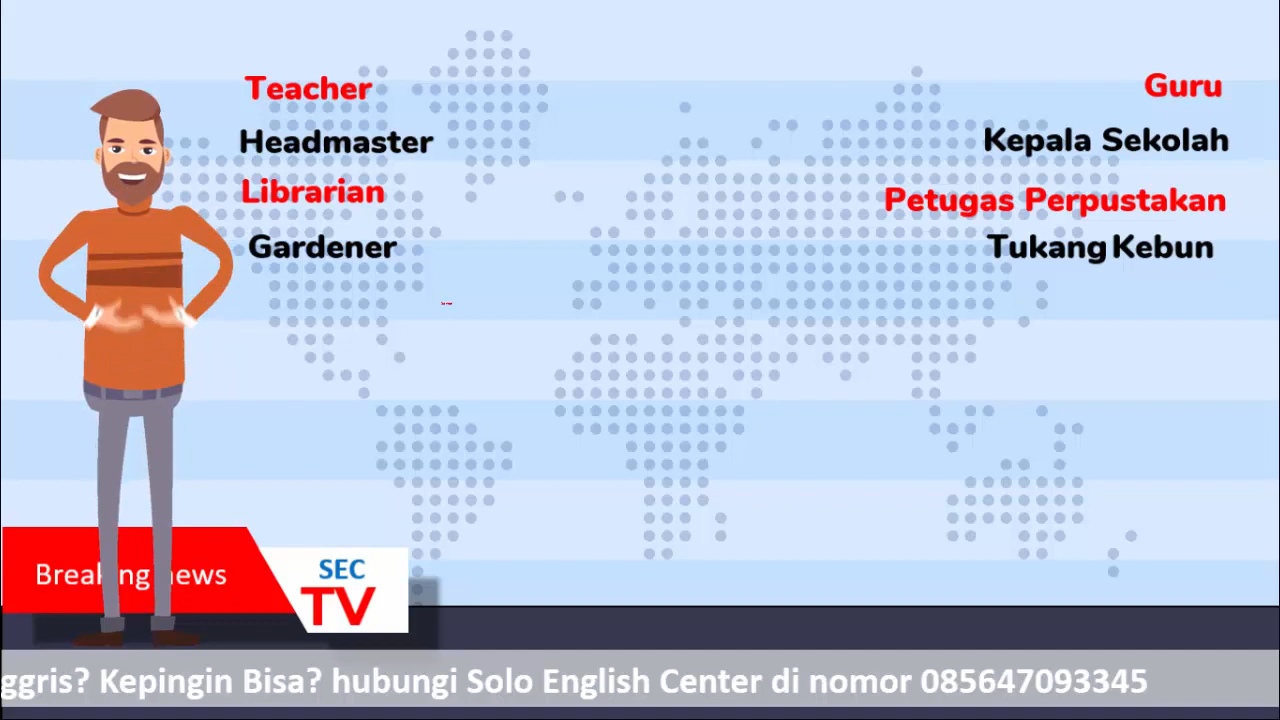 Teacher
Guru
Headmaster
Kepala Sekolah
Librarian
Petugas Perpustakan
Gardener
Tukang Kebun
Breaking news
SEC
TV
ggris? Kepingin Bisa? hubungi Solo English Center di nomor 085647093345